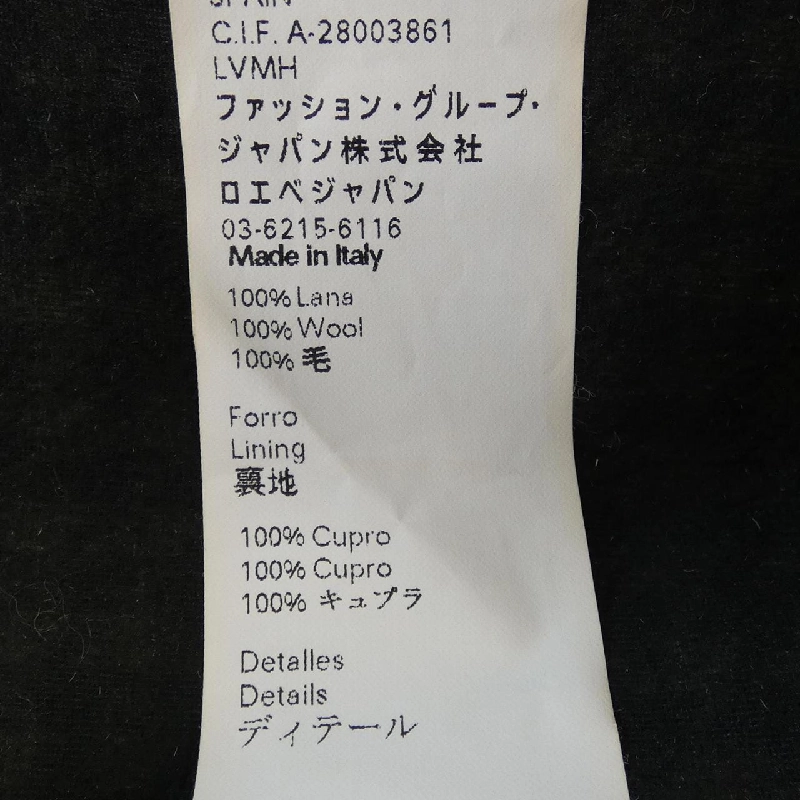 SPAIN
C.I.F. A-28003861
LVMH
ファッション・グループ・
ジャパン株式会社
ロエベジャパン
03-6215-6116
Made in Italy
100% Lana
100% Wool
100% 毛
Forro
Lining
裏地
100% Cupro
100% Cupro
100% キュプラ
Detalles
Details
ディテール